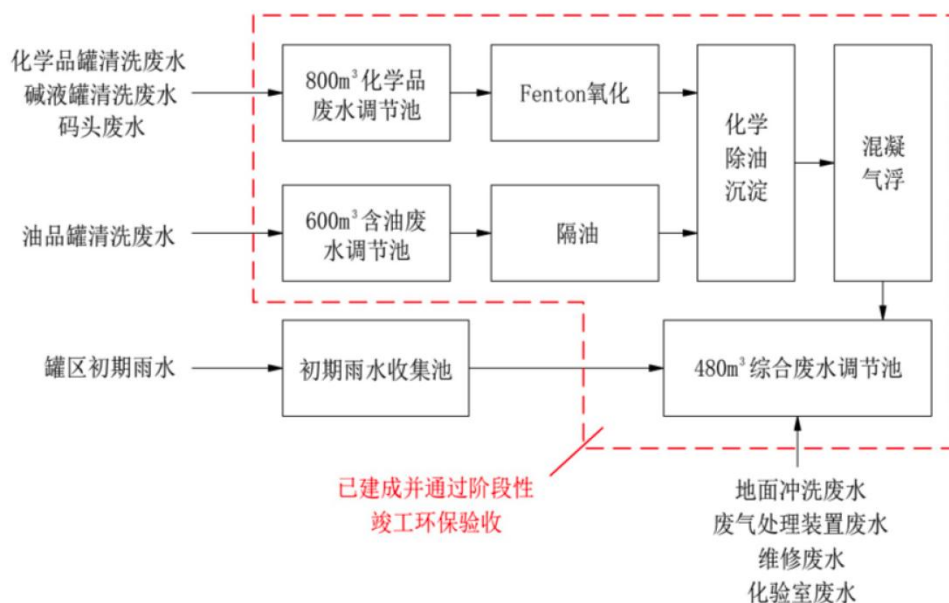 化学品罐清洗废水
碱液罐清洗废水
码头废水
800m³化学品
废水调节池
Fenton氧化
化学
除油
沉淀
混凝
气浮
油品罐清洗废水
600m³含油废
水调节池
隔油
罐区初期雨水
初期雨水收集池
480m³综合废水调节池
已建成并通过阶段性
竣工环保验收
地面冲洗废水
废气处理装置废水
维修废水
化验室废水